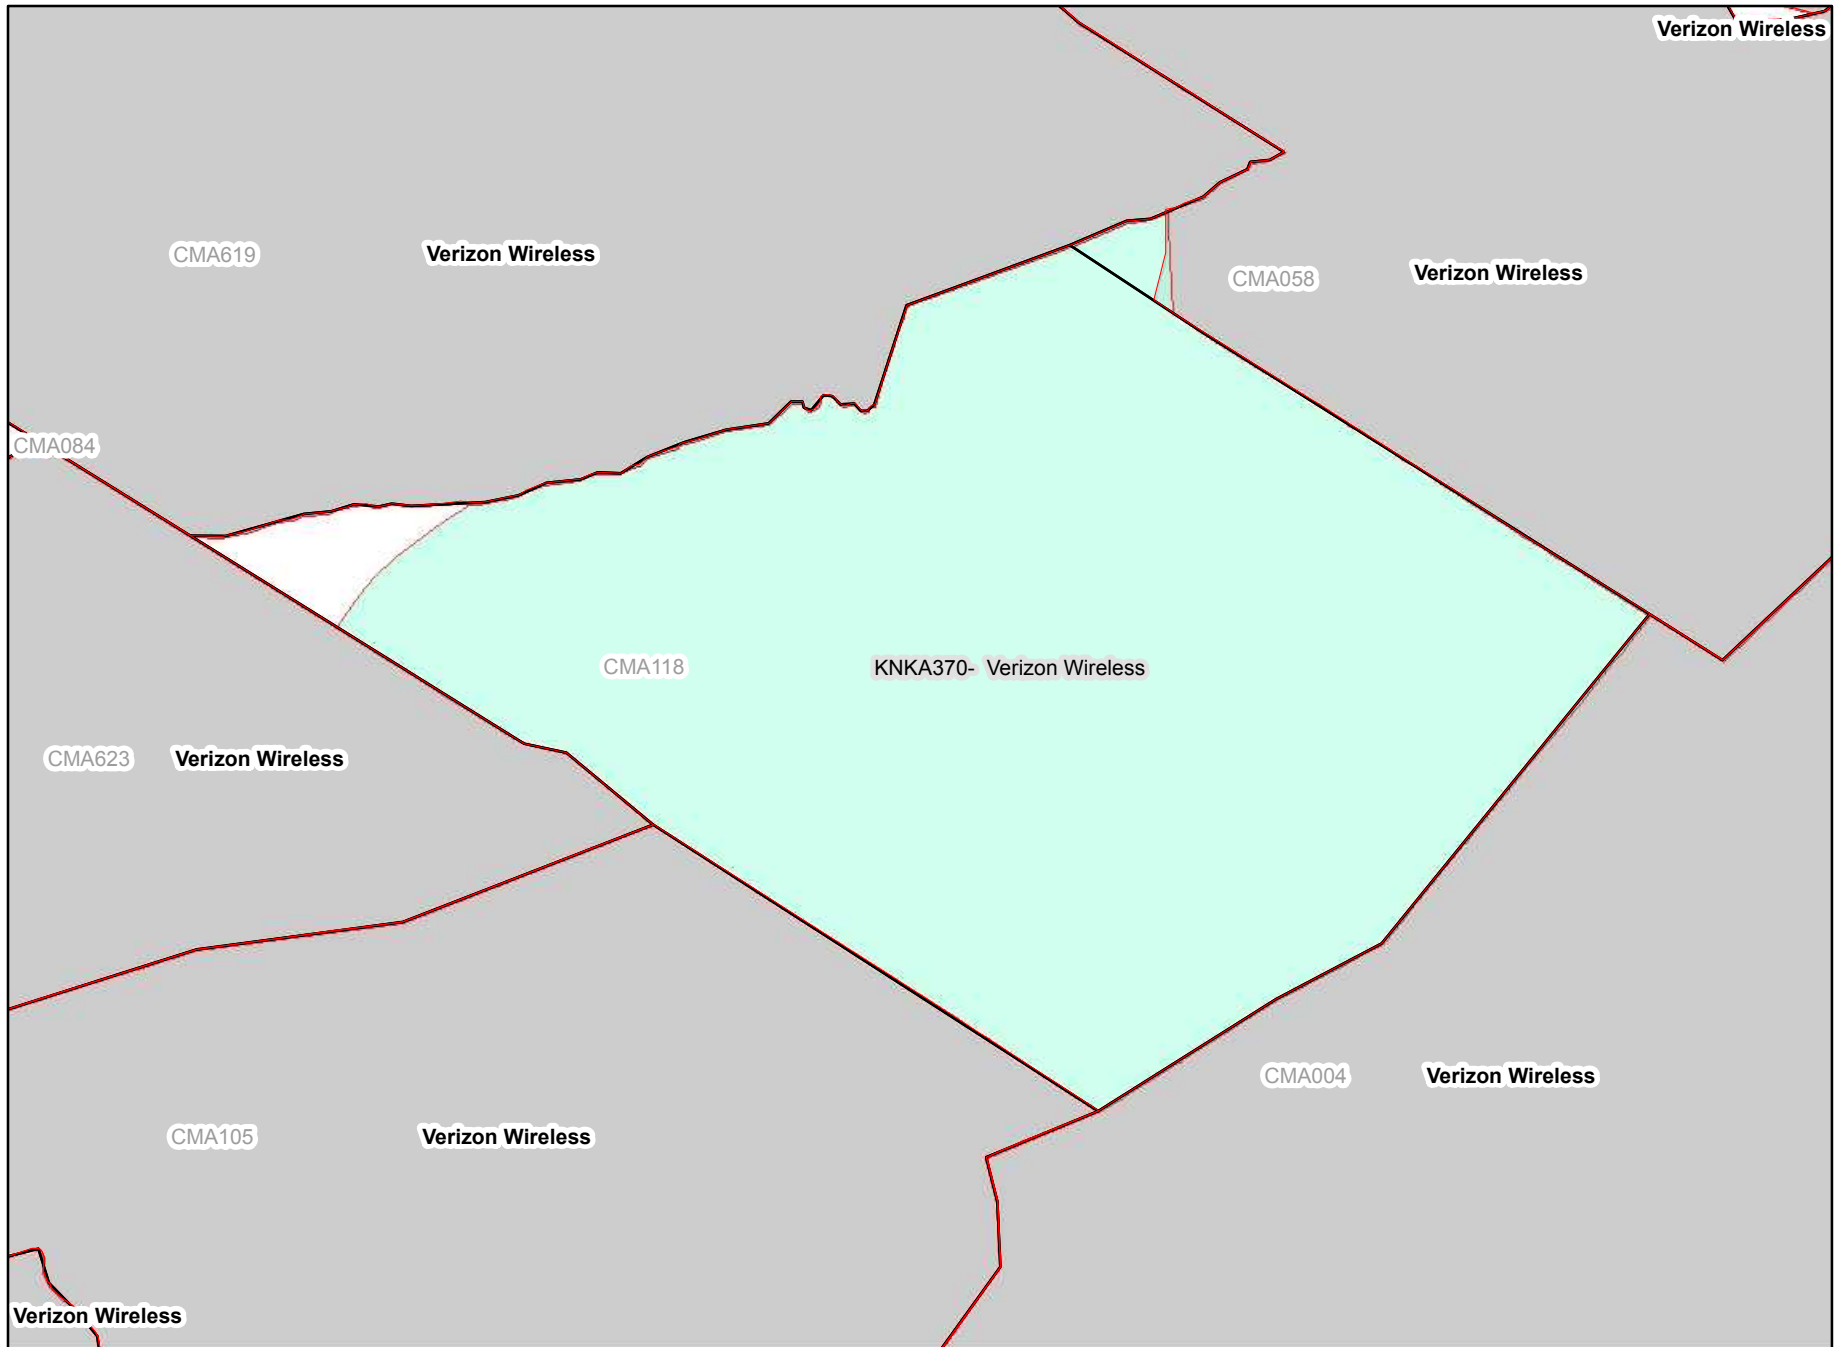 Verizon Wireless
CMA619 Verizon Wireless
CMA058 Verizon Wireless
CMA084
CMA118 KNKA370- Verizon Wireless
CMA623 Verizon Wireless
CMA004 Verizon Wireless
CMA105 Verizon Wireless
Verizon Wireless